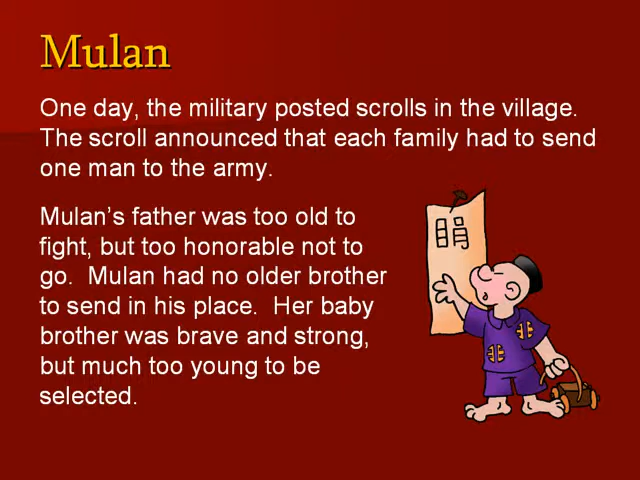 Mulan
One day, the military posted scrolls in the village.
The scroll announced that each family had to send
one man to the army.
Mulan's father was too old to
fight, but too honorable not to
go.  Mulan had no older brother
to send in his place.  Her baby
brother was brave and strong,
but much too young to be
selected.